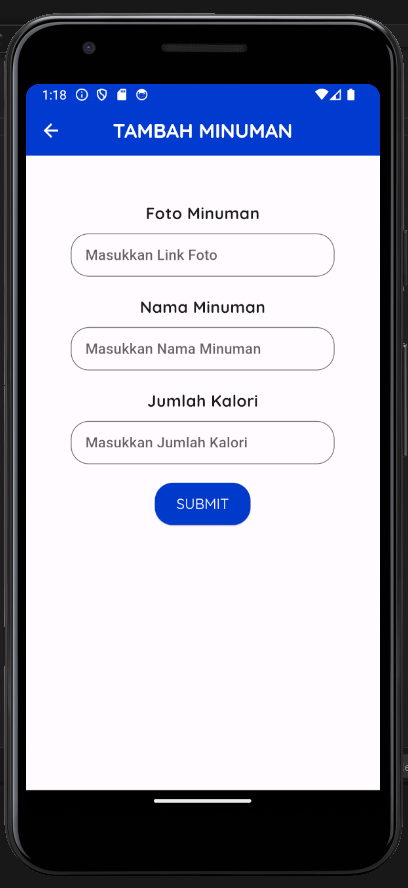 1:18
TAMBAH MINUMAN
Foto Minuman
Masukkan Link Foto
Nama Minuman
Masukkan Nama Minuman
Jumlah Kalori
Masukkan Jumlah Kalori
SUBMIT